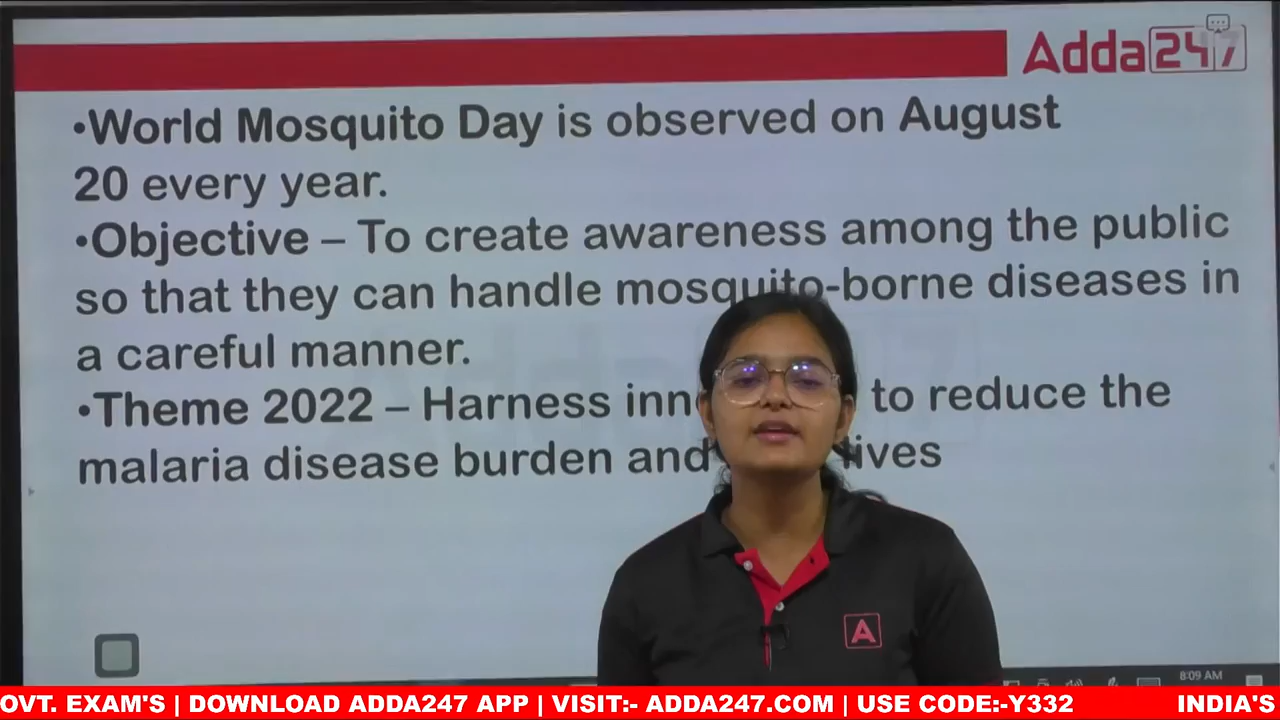 Adda247
•World Mosquito Day is observed on August
20 every year.
•Objective – To create awareness among the public
so that they can handle mosquito-borne diseases in
a careful manner.
•Theme 2022 – Harness to reduce the
malaria disease burden and
A
8:09 AM
OVT. EXAM'S | DOWNLOAD ADDA247 APP | VISIT:- ADDA247.COM | USE CODE:-Y332 INDIA'S